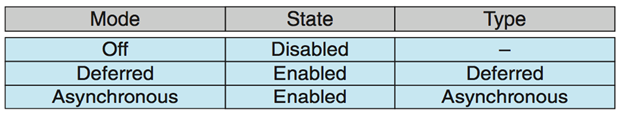 Mode State Type
Off Disabled –
Deferred Enabled Deferred
Asynchronous Enabled Asynchronous